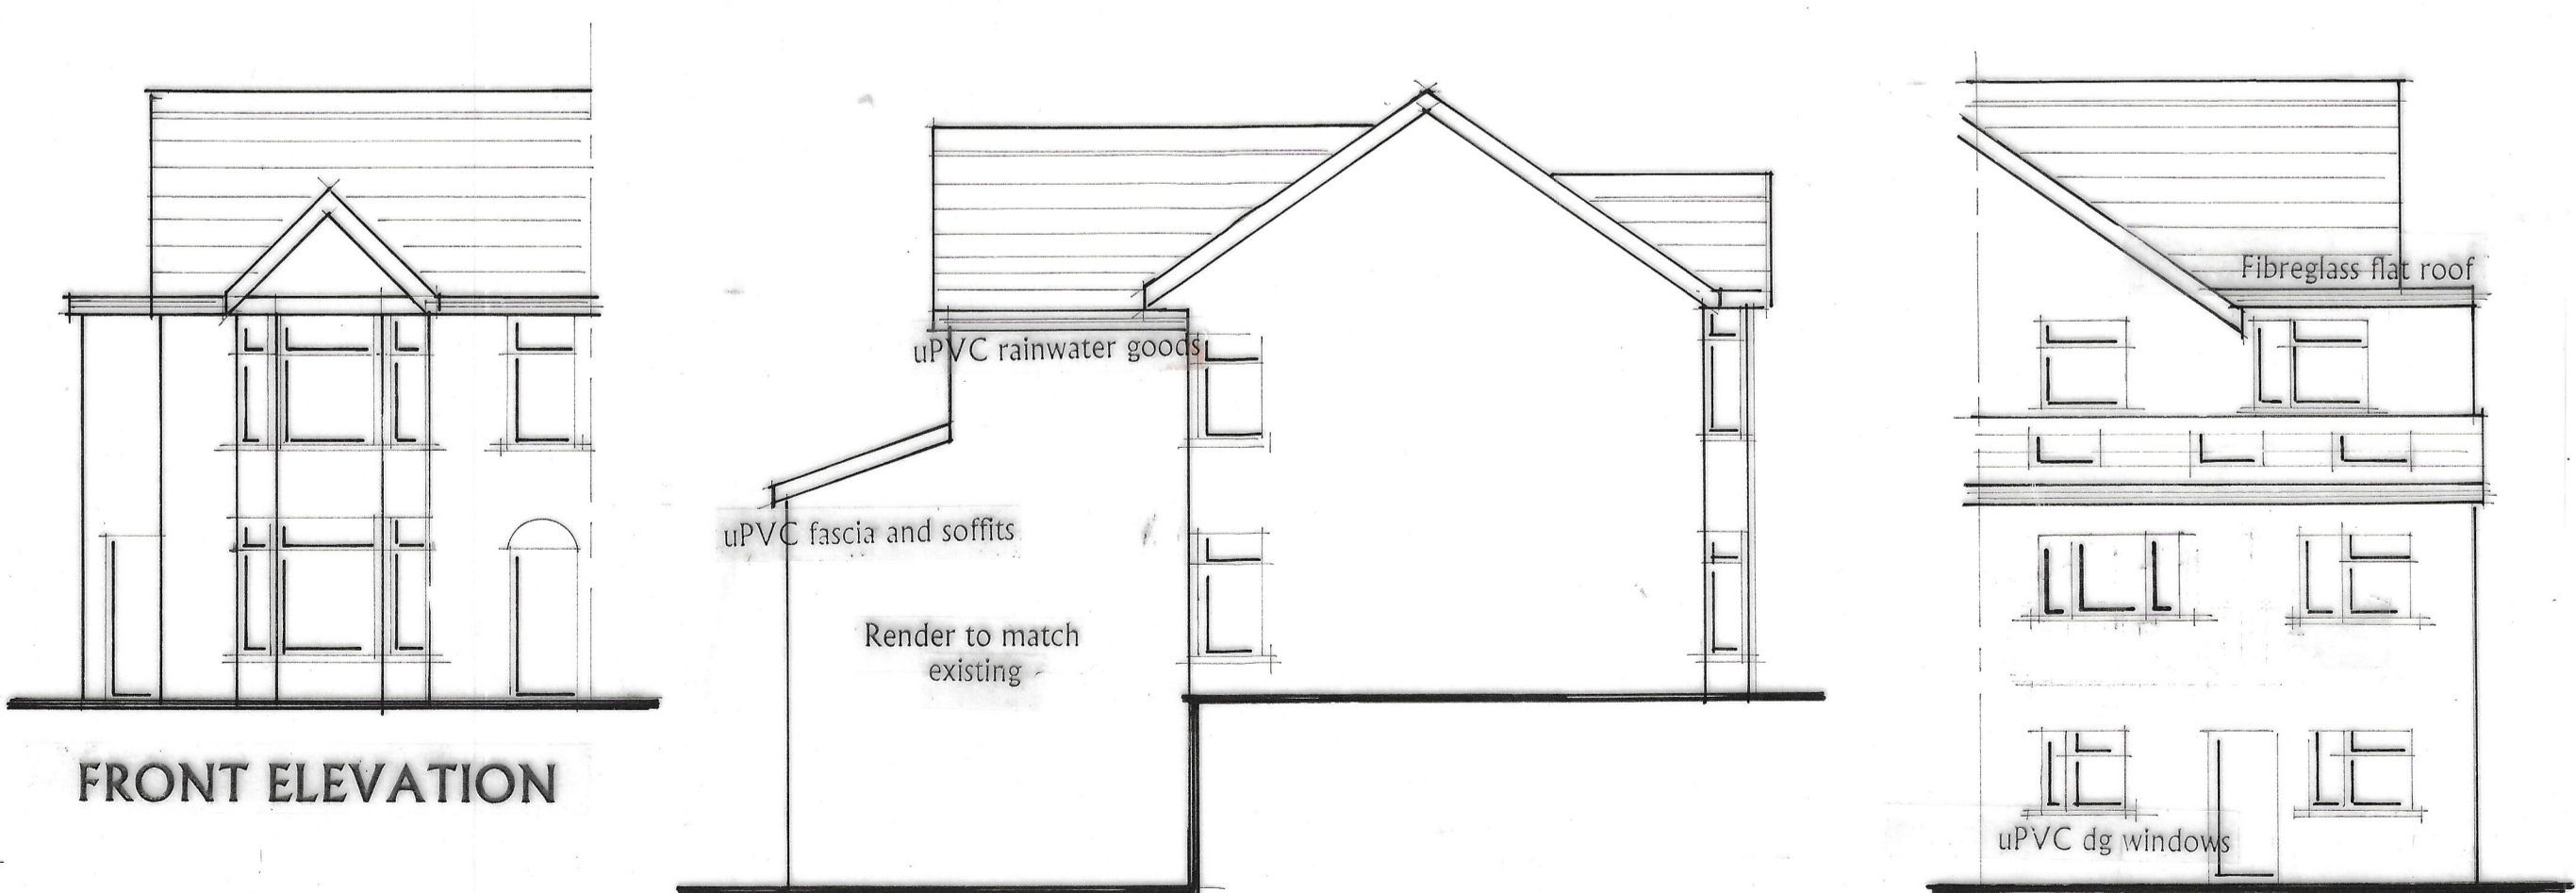 FRONT ELEVATION
uPVC rainwater goods
uPVC fascia and soffits
Render to match
existing
Fibreglass flat roof
uPVC dg windows